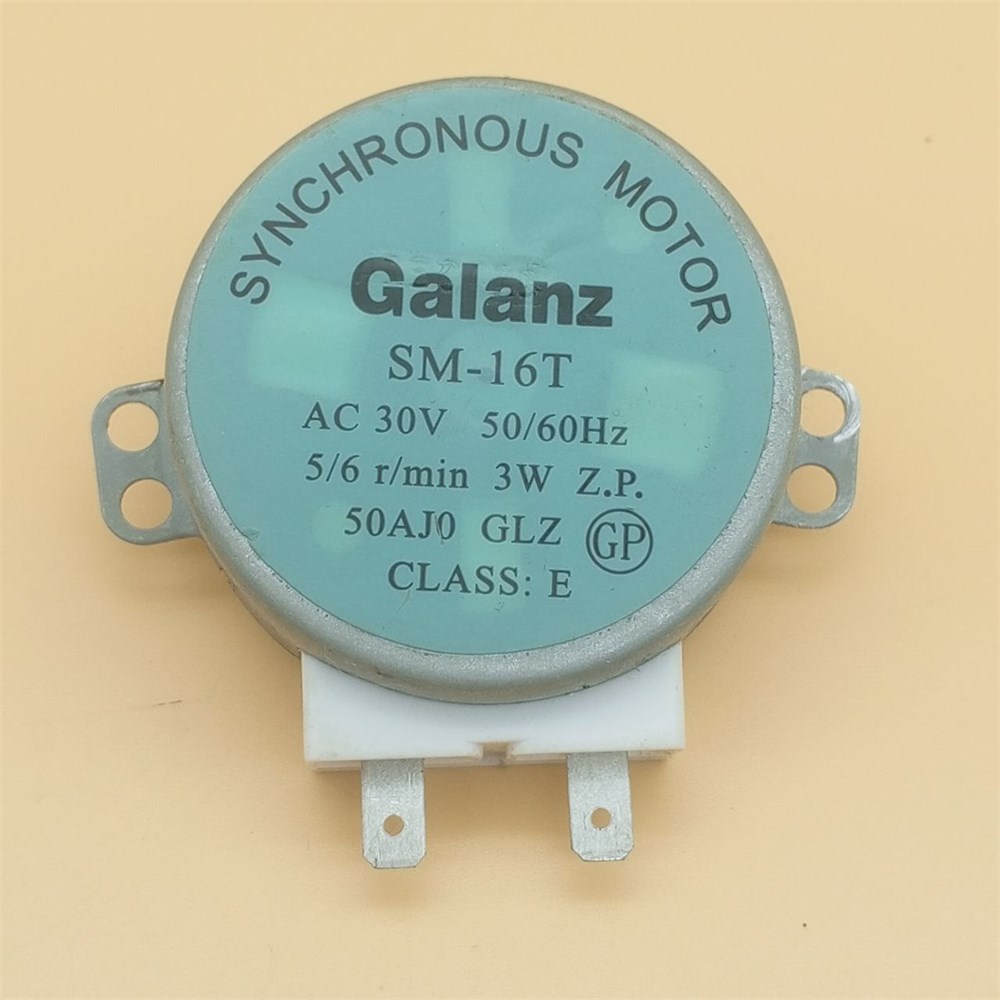 SYNCHRONOUS MOTOR
Galanz
SM-16T
AC 30V 50/60Hz
5/6 r/min 3W Z.P.
50AJ0 GLZ GP
CLASS: E